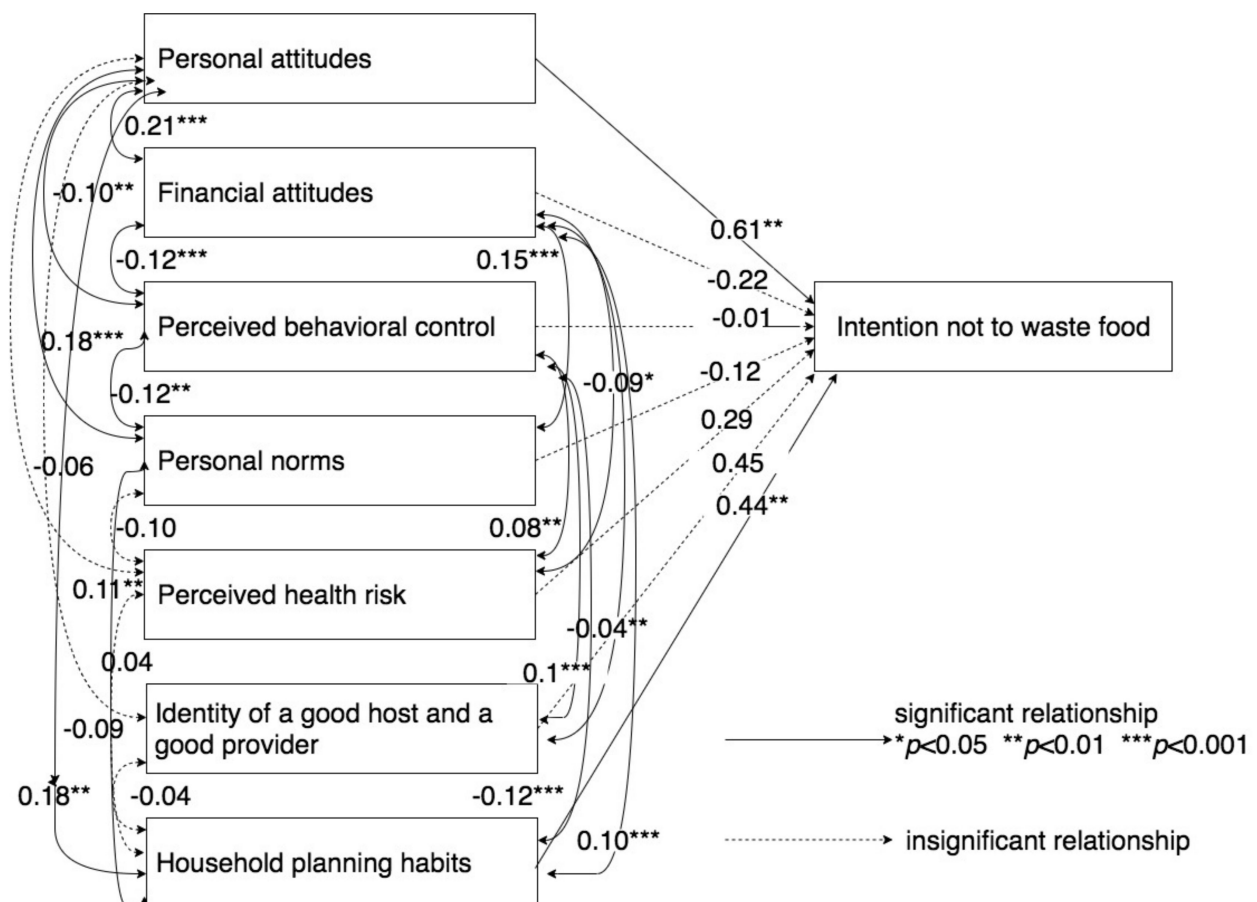 Personal attitudes
0.21***
-0.10**
Financial attitudes
0.61**
-0.12***
0.15***
-0.22
-0.01
Intention not to waste food
Perceived behavioral control
0.18***
-0.12**
-0.09*
-0.12
0.29
Personal norms
-0.06
0.45
0.44**
-0.10
0.08**
0.11**
Perceived health risk
-0.04**
0.04
0.1***
Identity of a good host and a
good provider
-0.09
significant relationship
*p<0.05 **p<0.01 ***p<0.001
0.18**
-0.04
-0.12***
0.10***
insignificant relationship
Household planning habits